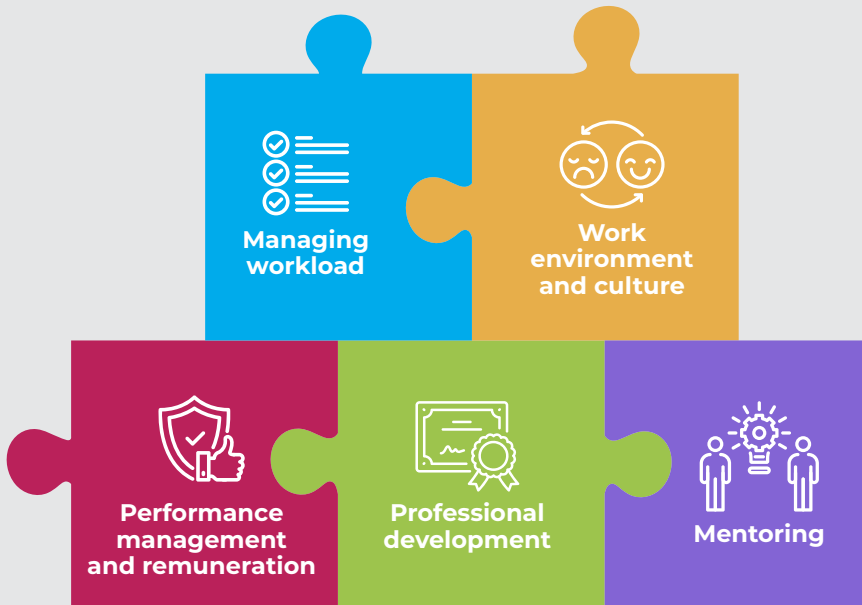 Managing
workload
Work
environment
and culture
Performance
management
and remuneration
Professional
development
Mentoring